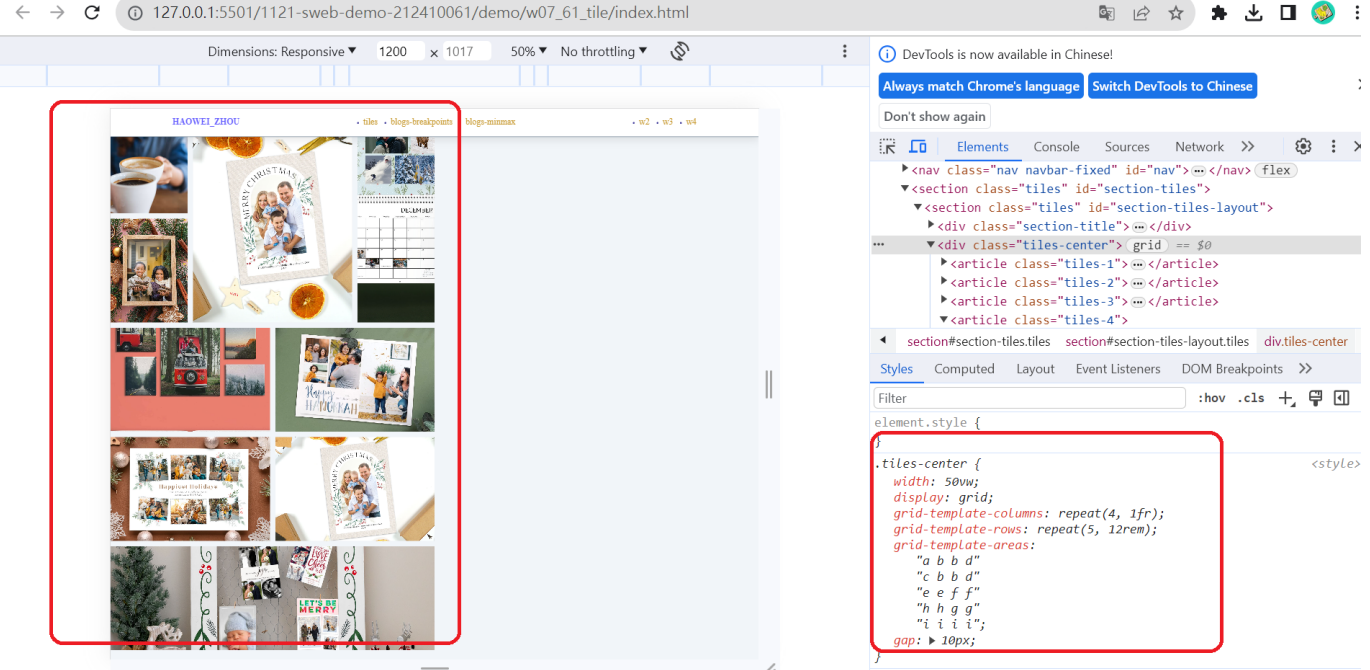 127.0.0.1:5501/1121-sweb-demo-212410061/demo/w07_61_tile/index.html
Dimensions: Responsive ▼ 1200 × 1017 50% ▼ No throttling ▼
DevTools is now available in Chinese!
Always match Chrome's language Switch DevTools to Chinese
Don't show again
Elements Console Sources Network
HAOWEI_ZHOU • tiles • blogs-breakpoints blogs-minmax • w2 • w3 • w4
MERRY CHRISTMAS
DECEMBER
Happy
HANUKKAH
Happiest Holidays
MERRY CHRISTMAS
LOVE
Cheer
LET'S BE
MERRY
▶<nav class="nav navbar-fixed" id="nav">…</nav> flex
▼<section class="tiles" id="section-tiles">
▼<section class="tiles" id="section-tiles-layout">
▶<div class="section-title">…</div>
▼<div class="tiles-center"> grid == $0
▶<article class="tiles-1">…</article>
▶<article class="tiles-2">…</article>
▶<article class="tiles-3">…</article>
▼<article class="tiles-4">
section#section-tiles.tiles section#section-tiles-layout.tiles div.tiles-center
Styles Computed Layout Event Listeners DOM Breakpoints
Filter :hov .cls
element.style {
}
.tiles-center { <style>
width: 50vw;
display: grid;
grid-template-columns: repeat(4, 1fr);
grid-template-rows: repeat(5, 12rem);
grid-template-areas:
"a b b d"
"c b b d"
"e e f f"
"h h g g"
"i i i i";
gap: ▶ 10px;
}